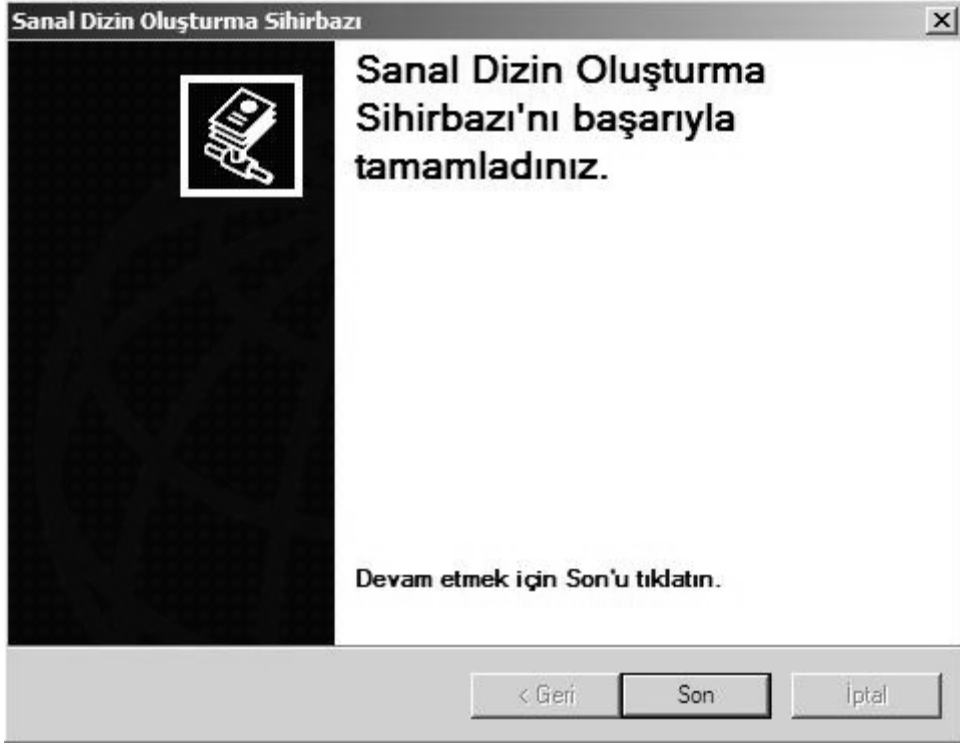 Sanal Dizin Oluşturma Sihirbazı
Sanal Dizin Oluşturma
Sihirbazı'nı başarıyla
tamamladınız.
Devam etmek için Son'u tıklatın.
< Geri
Son
İptal